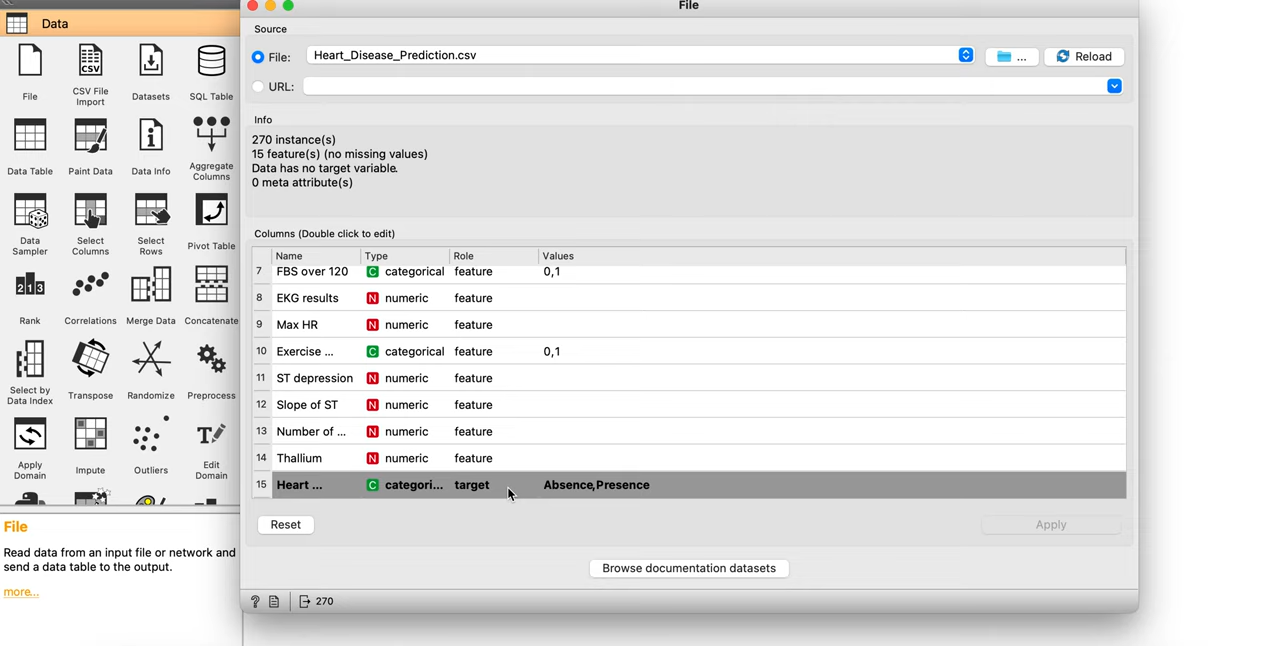 Data
File
CSV File Import
Datasets
SQL Table
Data Table
Paint Data
Data Info
Aggregate Columns
Data Sampler
Select Columns
Select Rows
Pivot Table
Rank
Correlations
Merge Data
Concatenate
Select by Data Index
Transpose
Randomize
Preprocess
Apply Domain
Impute
Outliers
Edit Domain
File
Read data from an input file or network and
send a data table to the output.
more...
File
Source
File: Heart_Disease_Prediction.csv ... Reload
URL:
Info
270 instance(s)
15 feature(s) (no missing values)
Data has no target variable.
0 meta attribute(s)
Columns (Double click to edit)
Name Type Role Values
7 FBS over 120 C categorical feature 0,1
8 EKG results N numeric feature
9 Max HR N numeric feature
10 Exercise ... C categorical feature 0,1
11 ST depression N numeric feature
12 Slope of ST N numeric feature
13 Number of ... N numeric feature
14 Thallium N numeric feature
15 Heart ... C categori... target Absence,Presence
Reset Apply
Browse documentation datasets
? 270